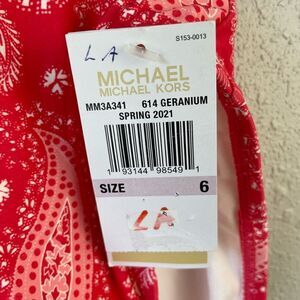 S153-0013
LA
MICHAEL
MICHAEL KORS
MM3A341 614 GERANIUM
SPRING 2021
1 93144 98549 1
SIZE 6
LA